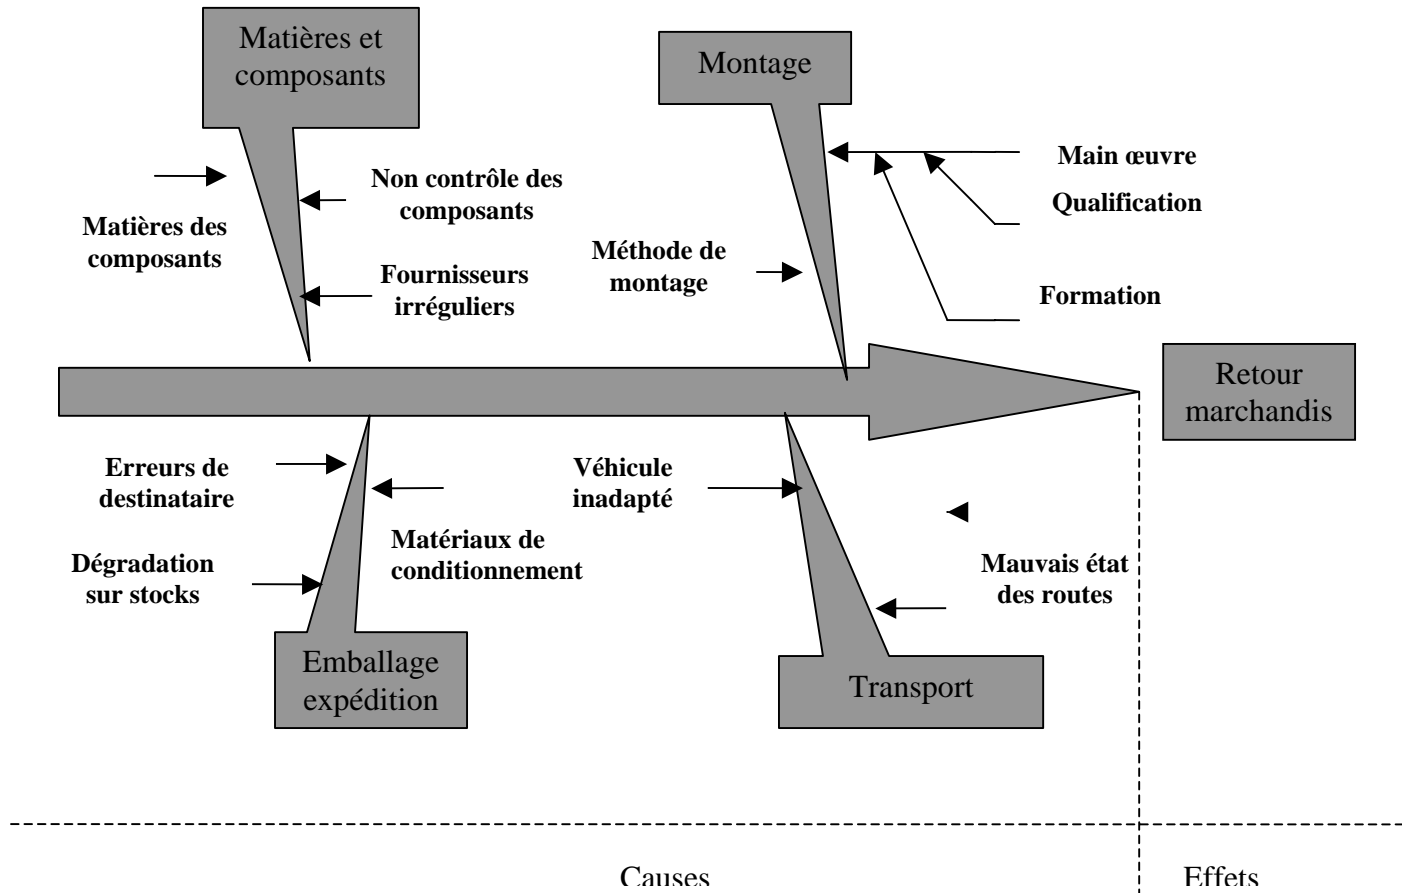 Matières et
composants
Montage
Main œuvre
Non contrôle des
composants
Qualification
Matières des
composants
Méthode de
montage
Fournisseurs
irréguliers
Formation
Retour
marchandis
Erreurs de
destinataire
Véhicule
inadapté
Matériaux de
conditionnement
Dégradation
sur stocks
Mauvais état
des routes
Emballage
expédition
Transport
Causes
Effets